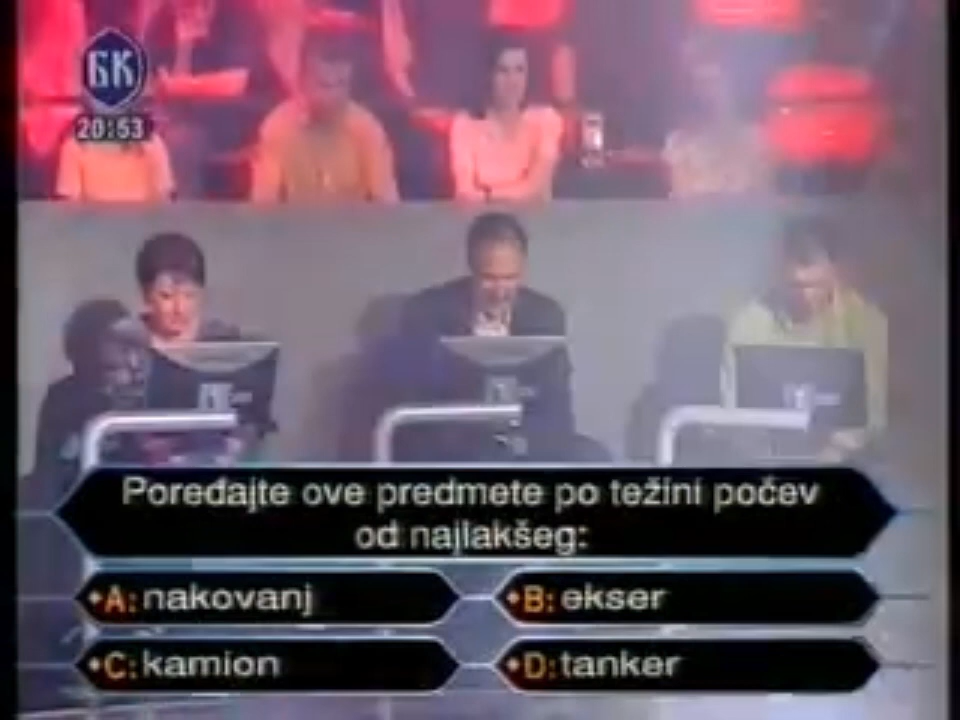 БК
20:53
Poređajte ove predmete po težini počev
od najlakšeg:
A: nakovanj
B: ekser
C: kamion
D: tanker